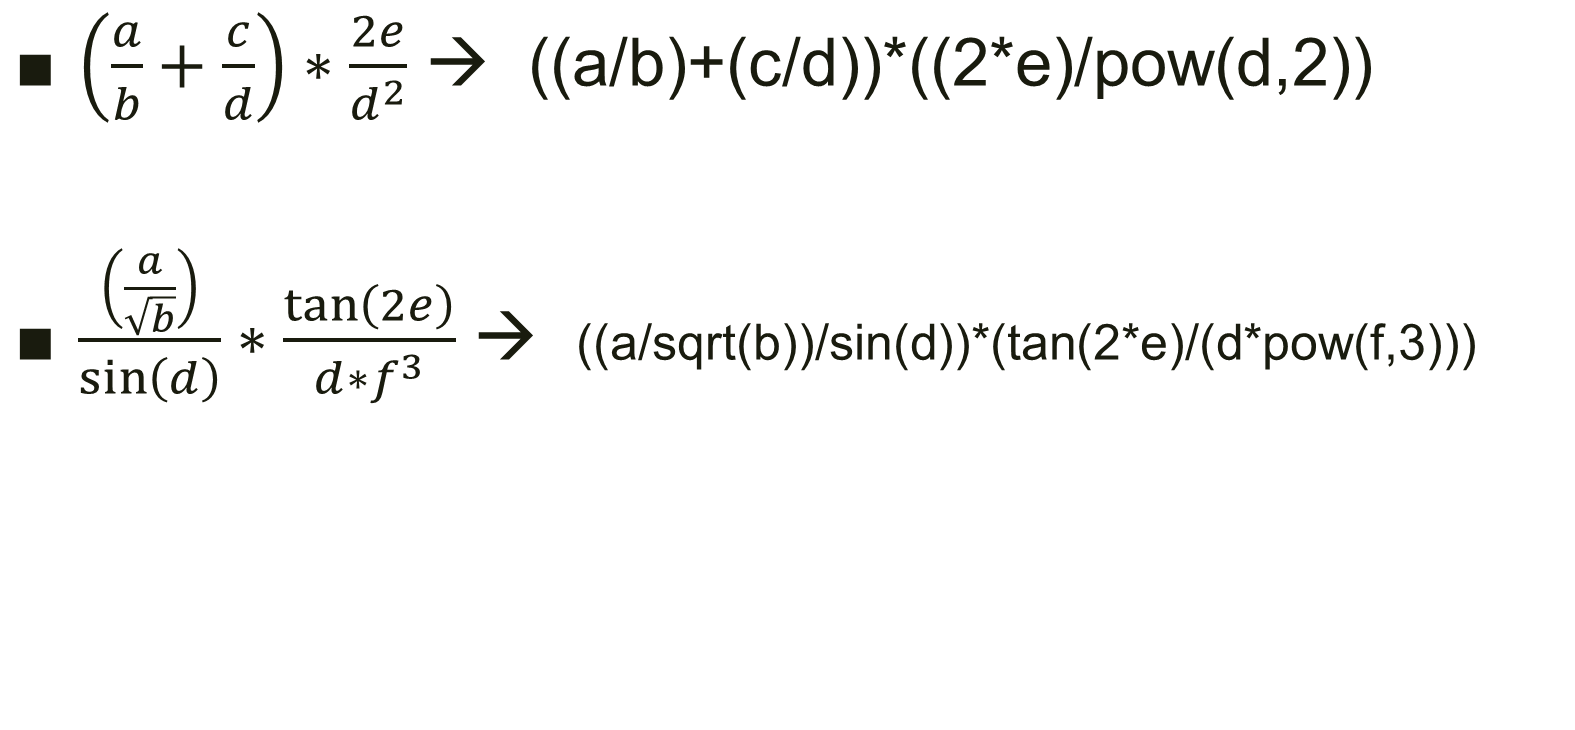 ■ (a/b + c/d) * 2e/d² → ((a/b)+(c/d))*((2*e)/pow(d,2))
■ (a/√b)/sin(d) * tan(2e)/d*f³ → ((a/sqrt(b))/sin(d))*(tan(2*e)/(d*pow(f,3)))